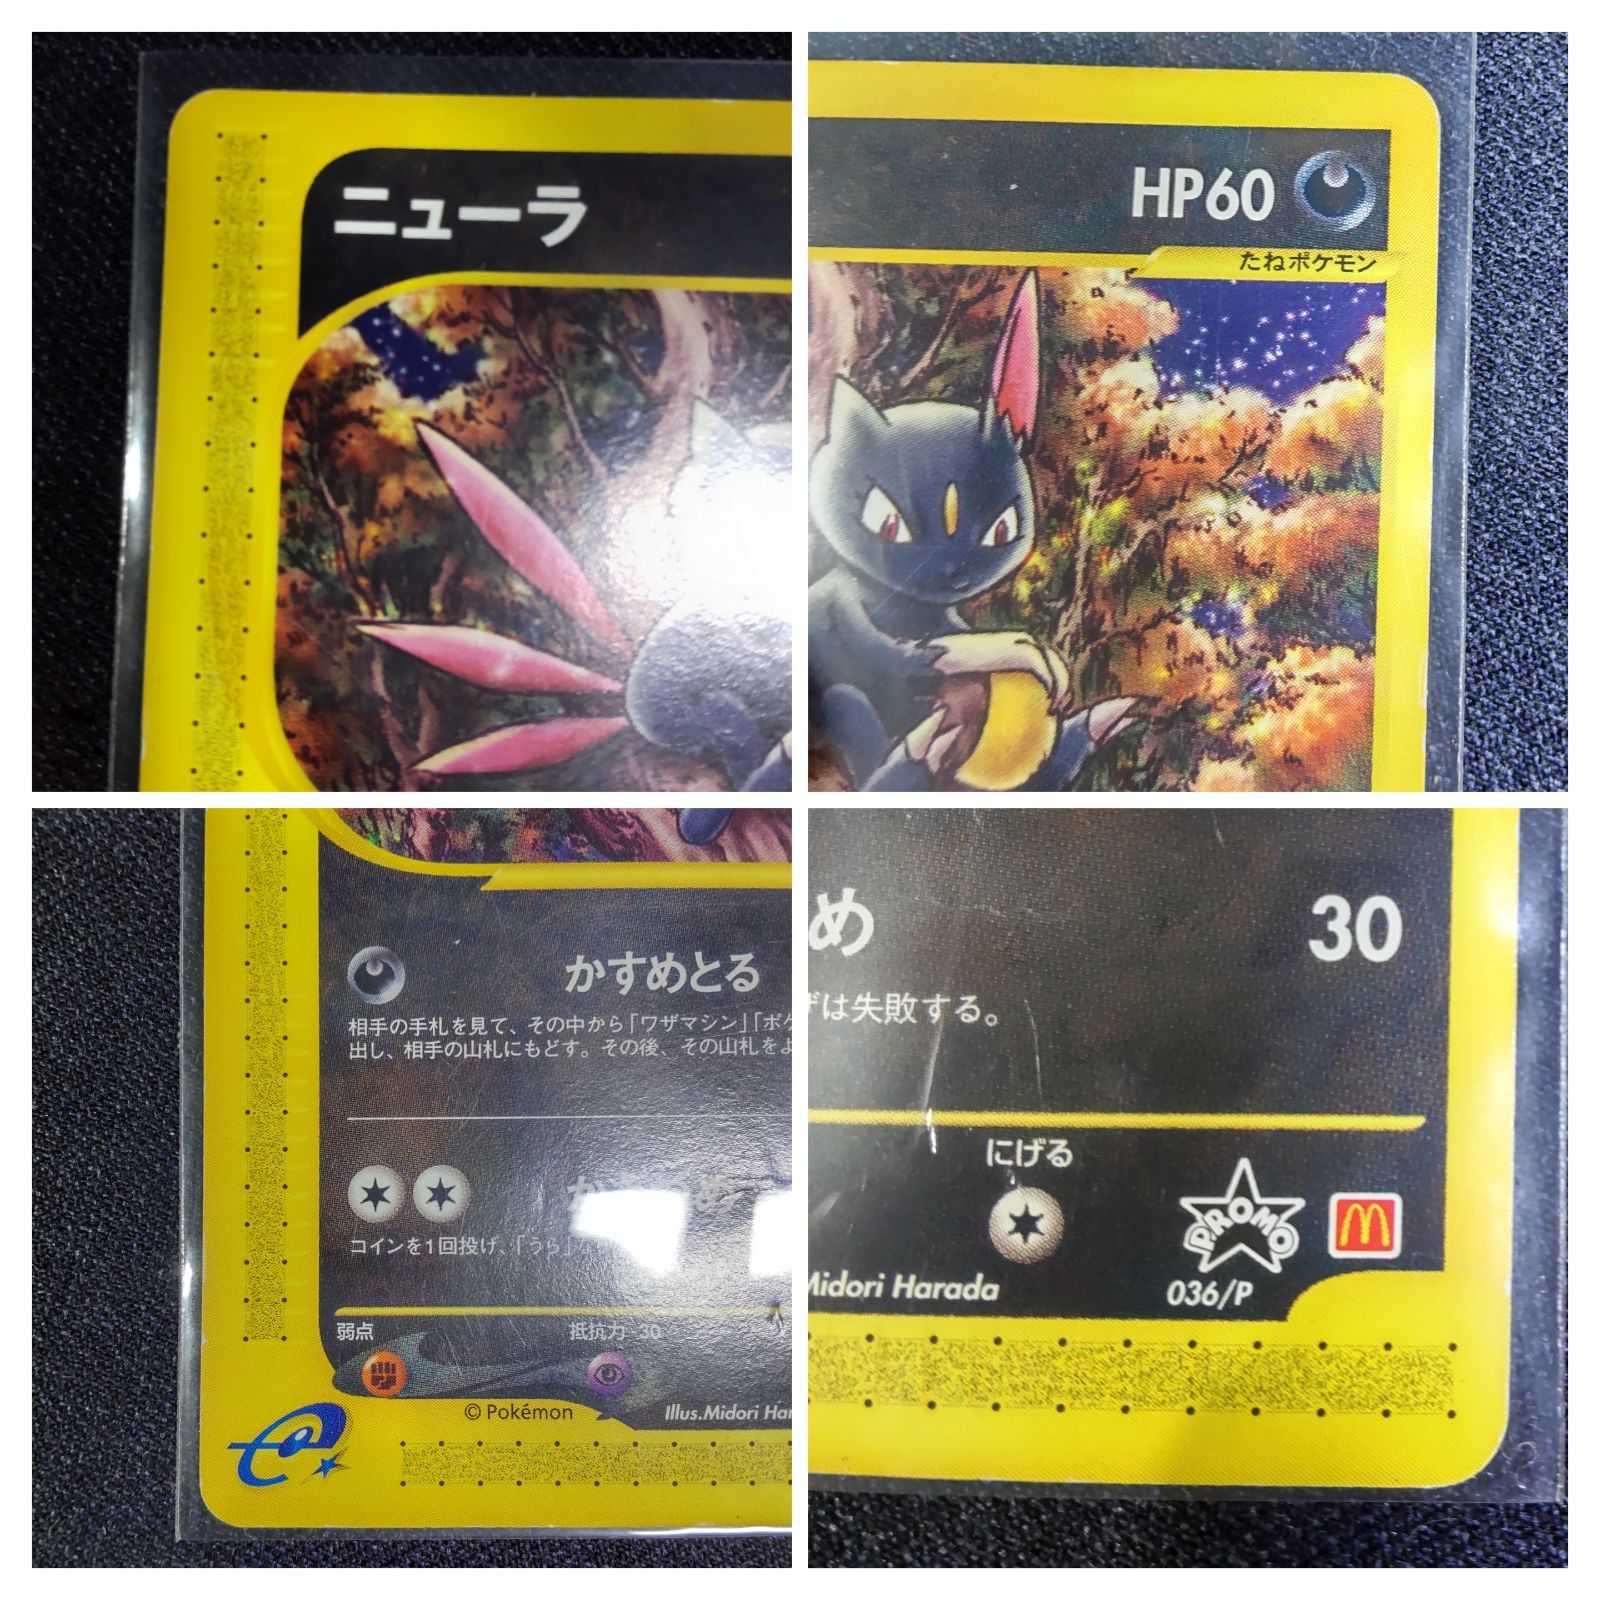 ニューラ
HP60
たねポケモン
かすめとる
相手の手札を見て、その中から「ワザマシン」「ポケ
出し、相手の山札にもどす。その後、その山札をよ
コインを1回投げ、「うら」な
弱点
抵抗力 -30
© Pokémon
Illus.Midori Har
め
30
ザは失敗する。
にげる
PROMO
Midori Harada
036/P